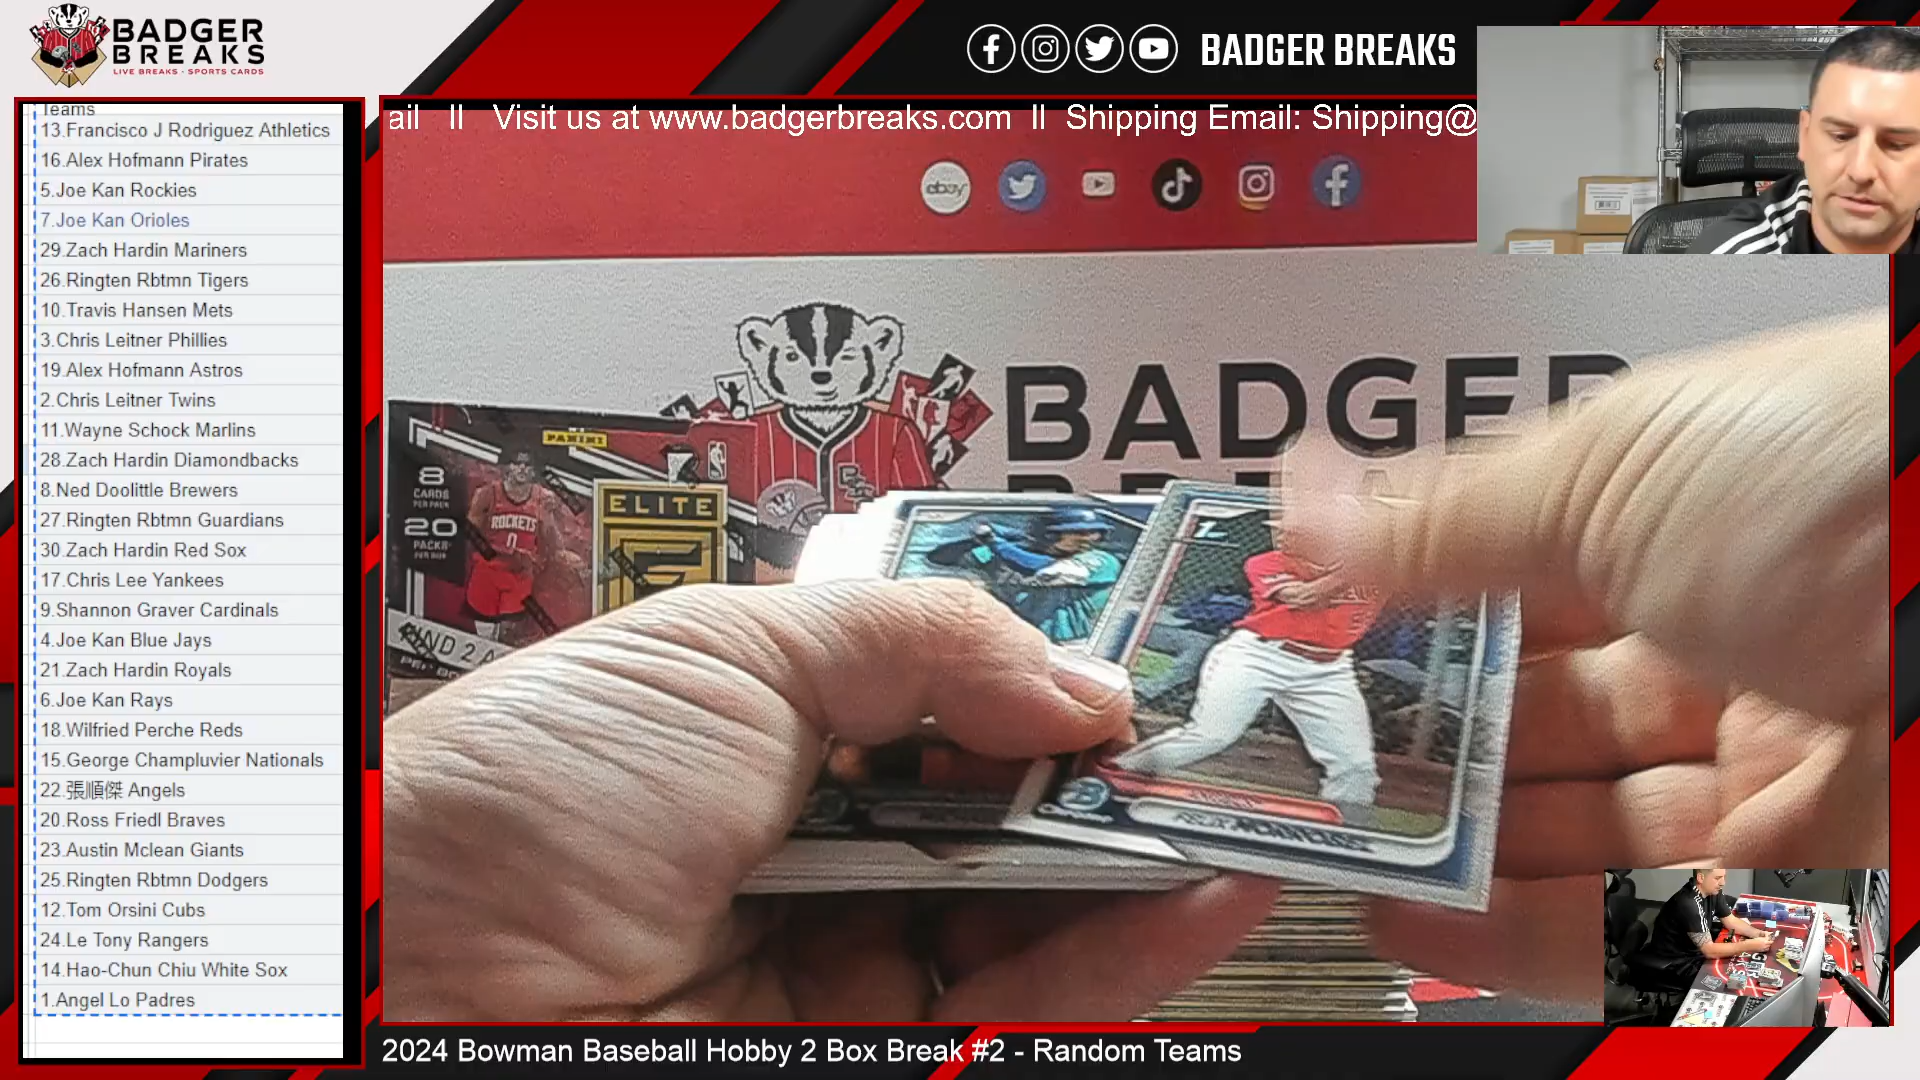 BADGER
BREAKS
LIVE BREAKS - SPORTS CARDS
BADGER BREAKS
ail ll Visit us at www.badgerbreaks.com ll Shipping Email: Shipping@
Teams
13.Francisco J Rodriguez Athletics
16.Alex Hofmann Pirates
5.Joe Kan Rockies
7.Joe Kan Orioles
29.Zach Hardin Mariners
26.Ringten Rbtmn Tigers
10.Travis Hansen Mets
3.Chris Leitner Phillies
19.Alex Hofmann Astros
2.Chris Leitner Twins
11.Wayne Schock Marlins
28.Zach Hardin Diamondbacks
8.Ned Doolittle Brewers
27.Ringten Rbtmn Guardians
30.Zach Hardin Red Sox
17.Chris Lee Yankees
9.Shannon Graver Cardinals
4.Joe Kan Blue Jays
21.Zach Hardin Royals
6.Joe Kan Rays
18.Wilfried Perche Reds
15.George Champluvier Nationals
22.張順傑 Angels
20.Ross Friedl Braves
23.Austin Mclean Giants
25.Ringten Rbtmn Dodgers
12.Tom Orsini Cubs
24.Le Tony Rangers
14.Hao-Chun Chiu White Sox
1.Angel Lo Padres
ebay
BADGER
PANINI
8
CARDS
PER PACK
20
PACKS
PER BOX
ROCKETS
0
NBA
ELITE
2024 Bowman Baseball Hobby 2 Box Break #2 - Random Teams